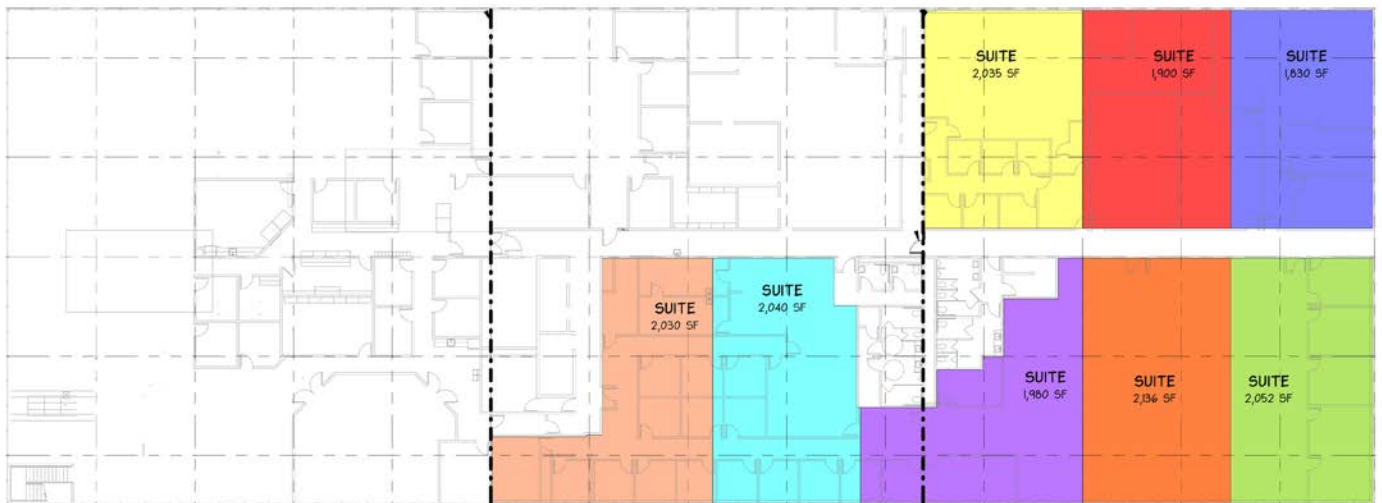 SUITE
2,035 SF
SUITE
1,900 SF
SUITE
1,830 SF
SUITE
2,030 SF
SUITE
2,040 SF
SUITE
1,980 SF
SUITE
2,136 SF
SUITE
2,052 SF